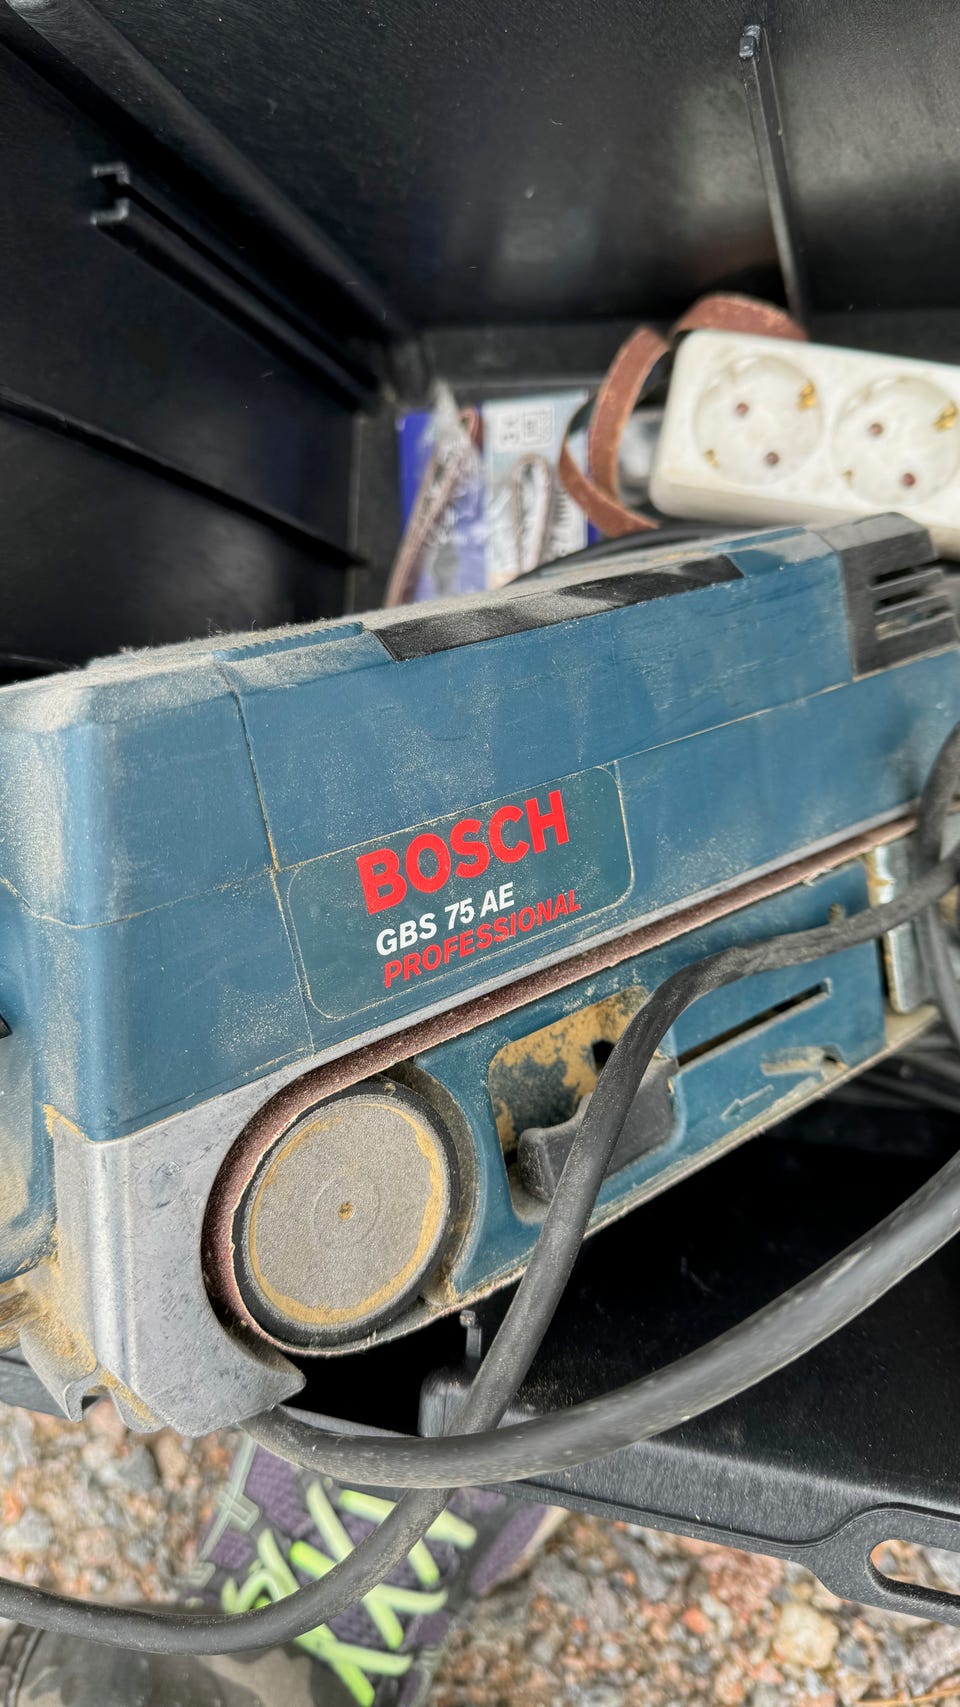 BOSCH
GBS 75 AE
PROFESSIONAL